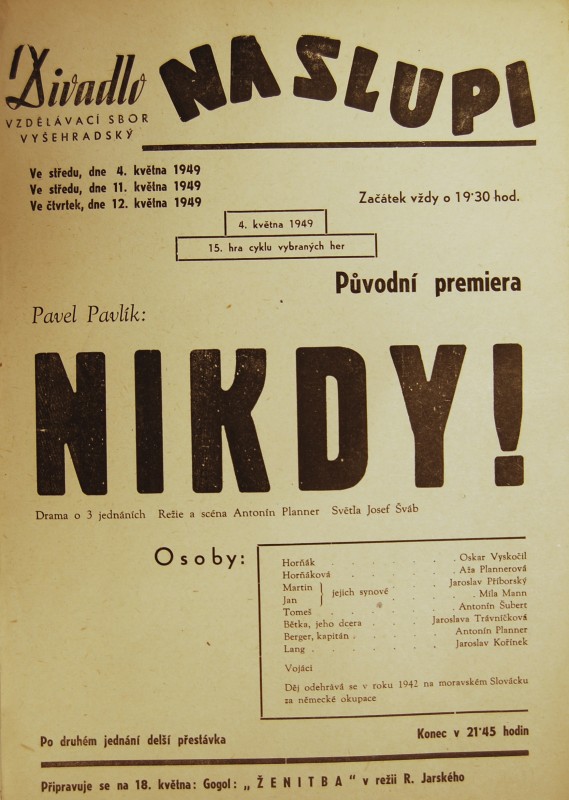 Divadlo NA SLUPI
VZDĚLÁVACÍ SBOR
VYŠEHRADSKÝ
Ve středu, dne 4. května 1949
Ve středu, dne 11. května 1949
Ve čtvrtek, dne 12. května 1949
Začátek vždy o 19·30 hod.
4. května 1949
15. hra cyklu vybraných her
Původní premiera
Pavel Pavlík:
NIKDY!
Drama o 3 jednáních Režie a scéna Antonín Planner Světla Josef Šváb
Osoby:
Horňák . . . . . . . Oskar Vyskočil
Horňáková . . . . . . . Aža Plannerová
Martin } jejich synové . . . . Jaroslav Příborský
Jan } jejich synové . . . . Míla Mann
Tomeš . . . . . . . Antonín Šubert
Bětka, jeho dcera . . . . . Jaroslava Trávníčková
Berger, kapitán . . . . . Antonín Planner
Lang . . . . . . . Jaroslav Kořínek
Vojáci
Děj odehrává se v roku 1942 na moravském Slovácku
za německé okupace
Po druhém jednání delší přestávka
Konec v 21·45 hodin
Připravuje se na 18. května: Gogol: „ŽENITBA" v režii R. Jarského